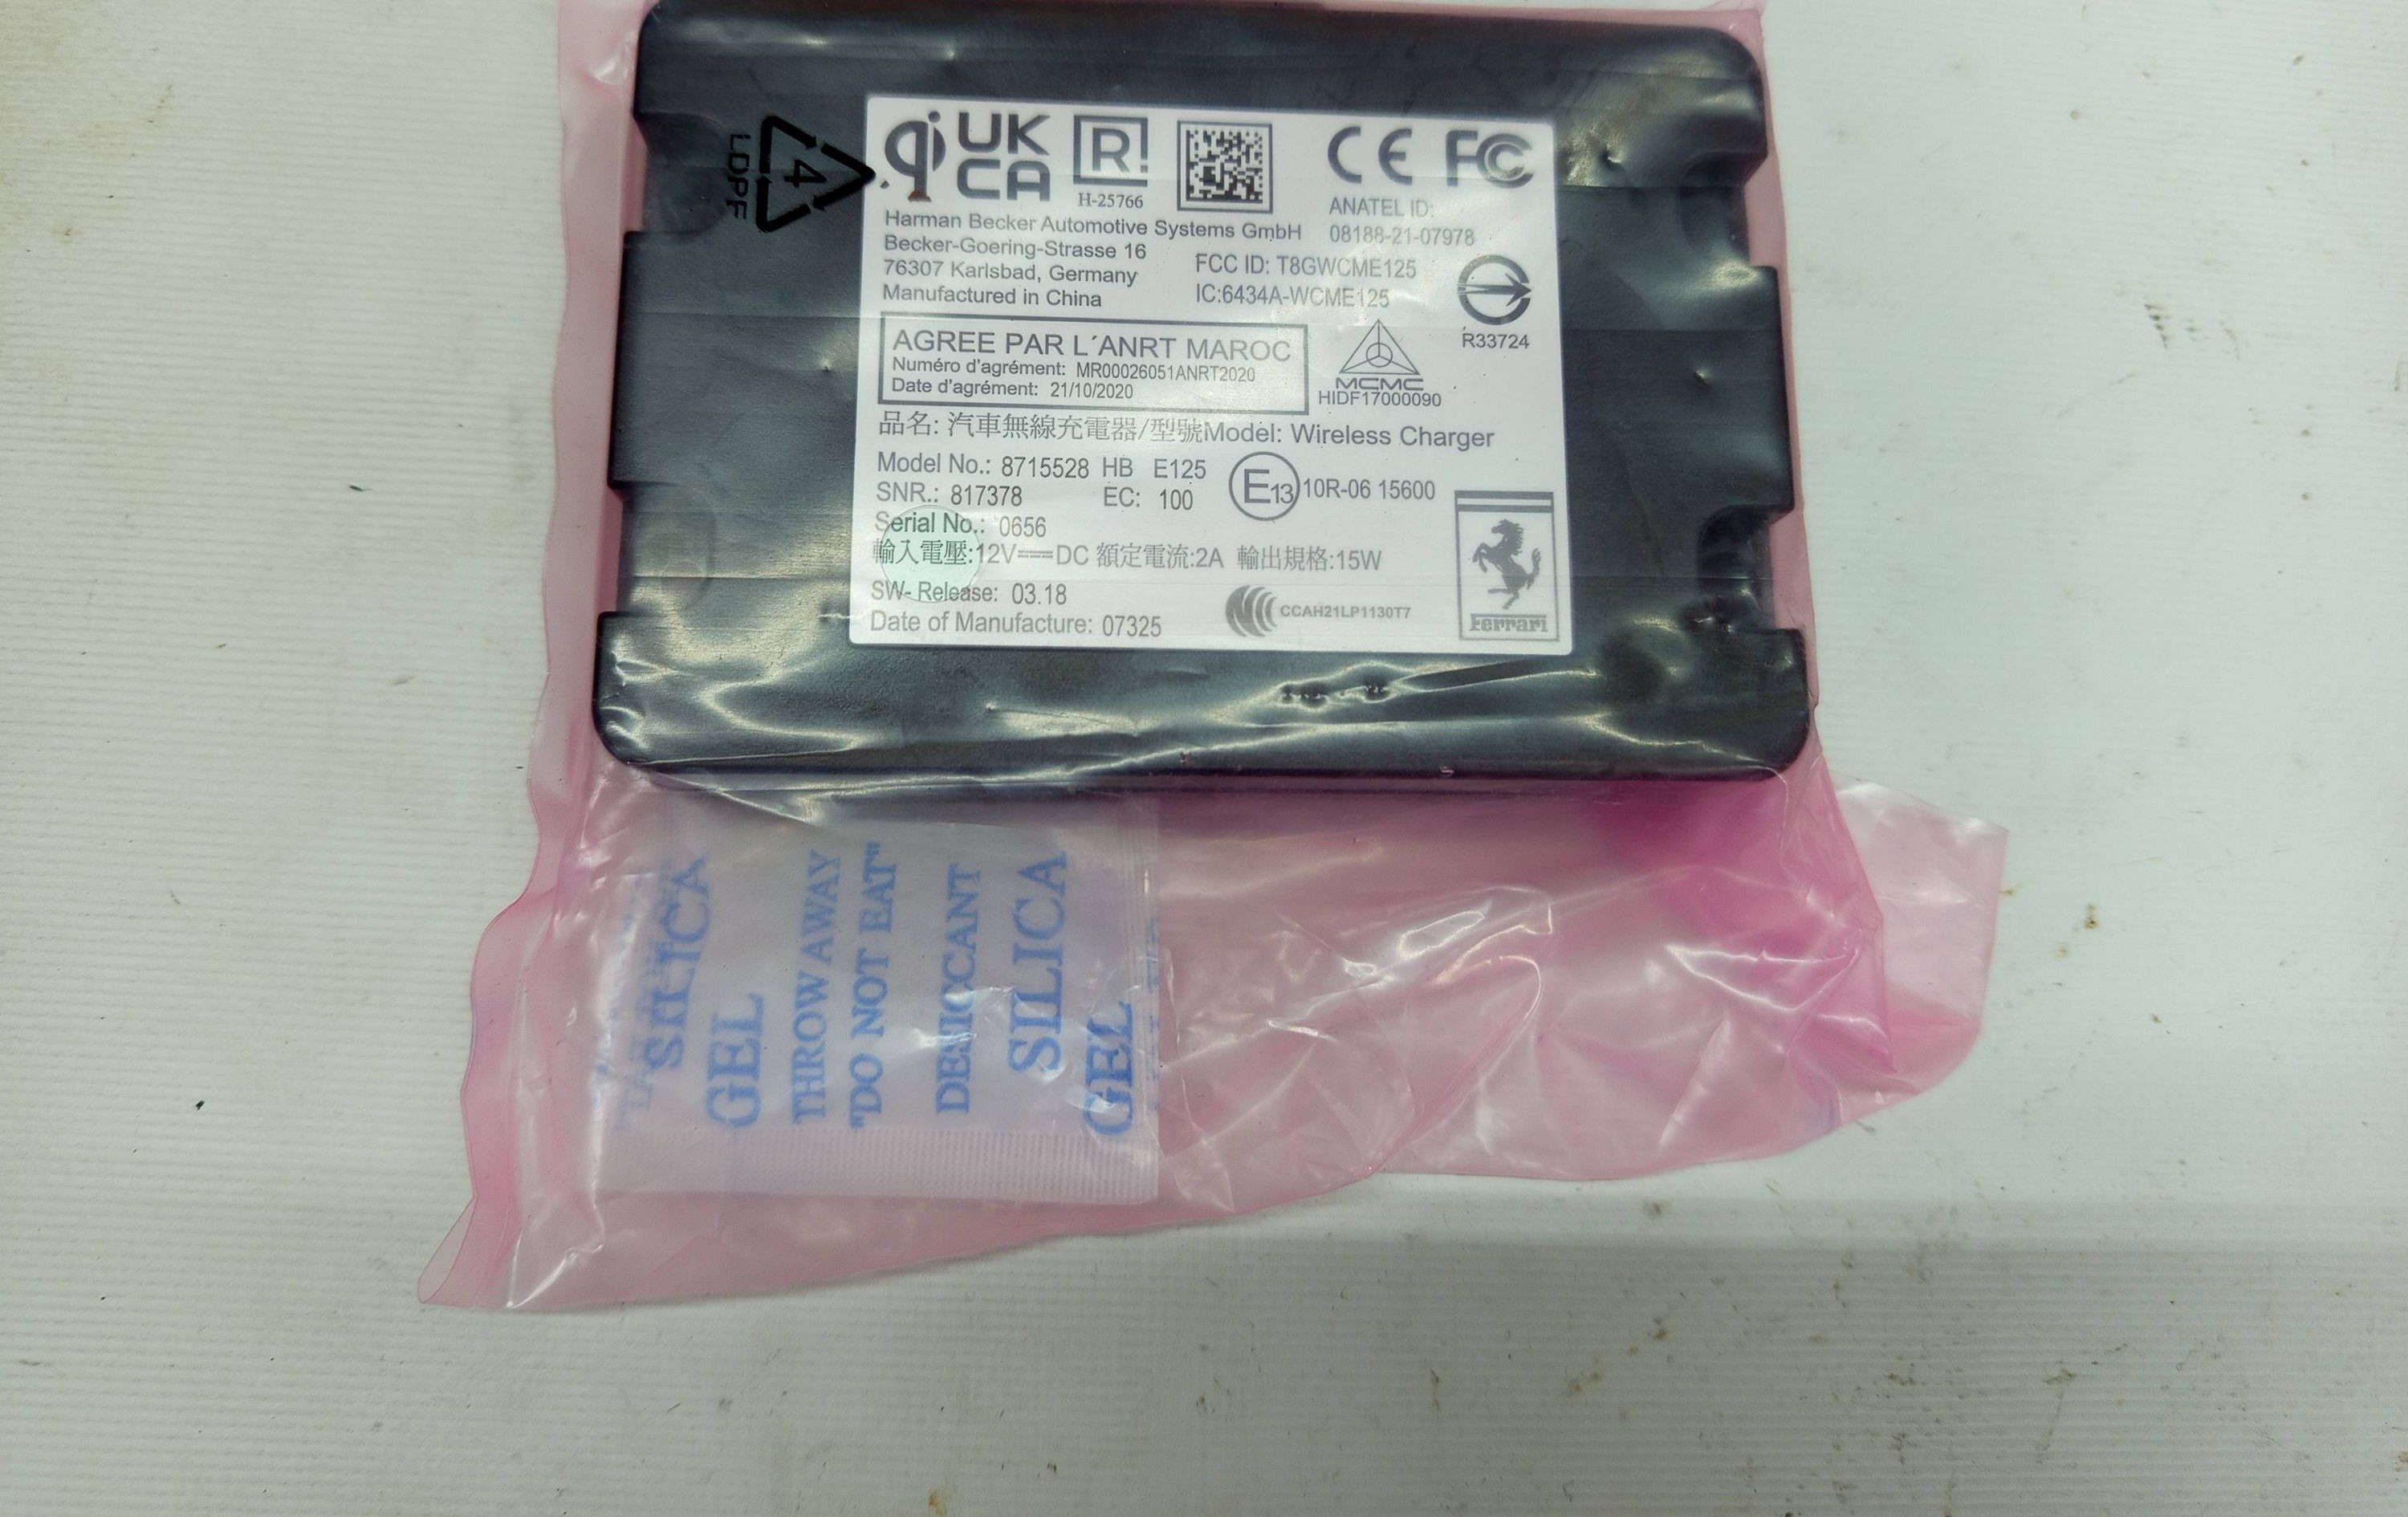 4
LDPE
qi
UK
CA
R!
H-25766
CE
FC
ANATEL ID:
08188-21-07978
Harman Becker Automotive Systems GmbH
Becker-Goering-Strasse 16
76307 Karlsbad, Germany
Manufactured in China
FCC ID: T8GWCME125
IC:6434A-WCME125
R33724
AGREE PAR L´ANRT MAROC
Numéro d'agrément: MR00026051ANRT2020
Date d'agrément: 21/10/2020
MCMC
HIDF17000090
品名: 汽車無線充電器/型號Model: Wireless Charger
Model No.: 8715528 HB E125
SNR.: 817378 EC: 100
E13 10R-06 15600
Serial No.: 0656
輸入電壓:12V⎓DC 額定電流:2A 輸出規格:15W
SW- Release: 03.18
Date of Manufacture: 07325
CCAH21LP1130T7
Ferrari
SILICA
GEL
THROW AWAY
"DO NOT EAT"
DESICCANT
SILICA
GEL